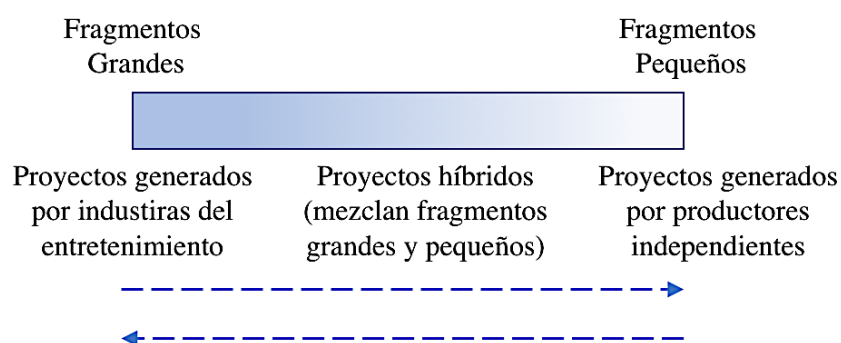 Fragmentos
Grandes
Fragmentos
Pequeños
Proyectos generados
por industiras del
entretenimiento
Proyectos híbridos
(mezclan fragmentos
grandes y pequeños)
Proyectos generados
por productores
independientes